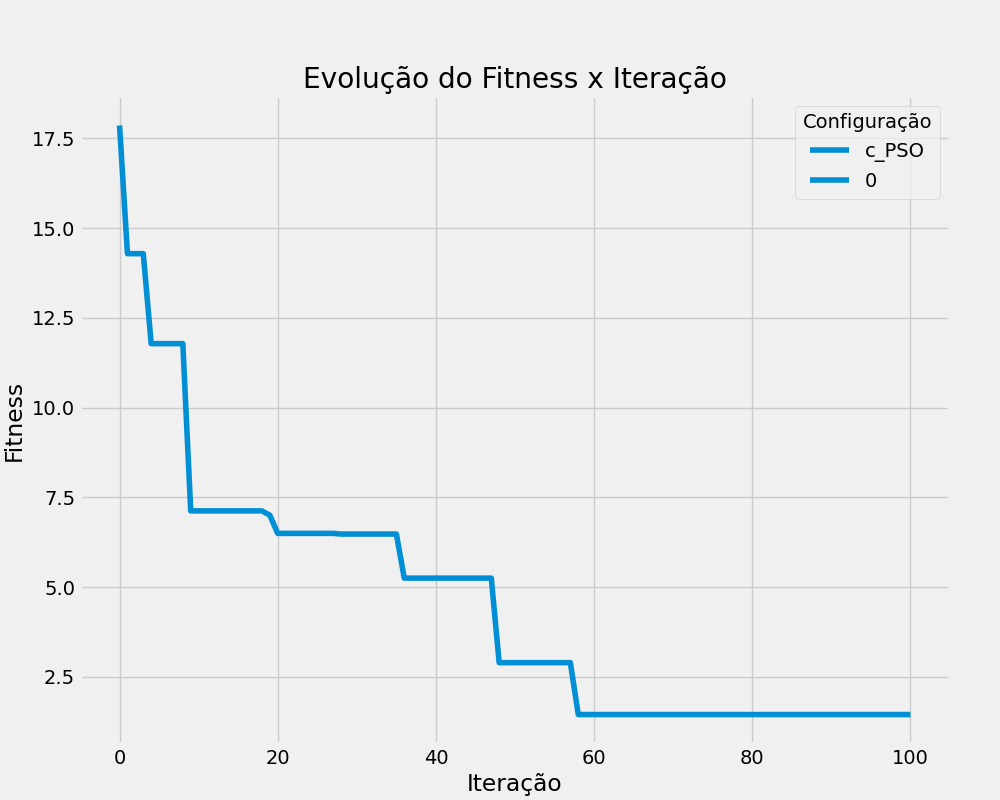 Evolução do Fitness x Iteração
Configuração
c_PSO
0
17.5
15.0
12.5
10.0
7.5
5.0
2.5
Fitness
0 20 40 60 80 100
Iteração